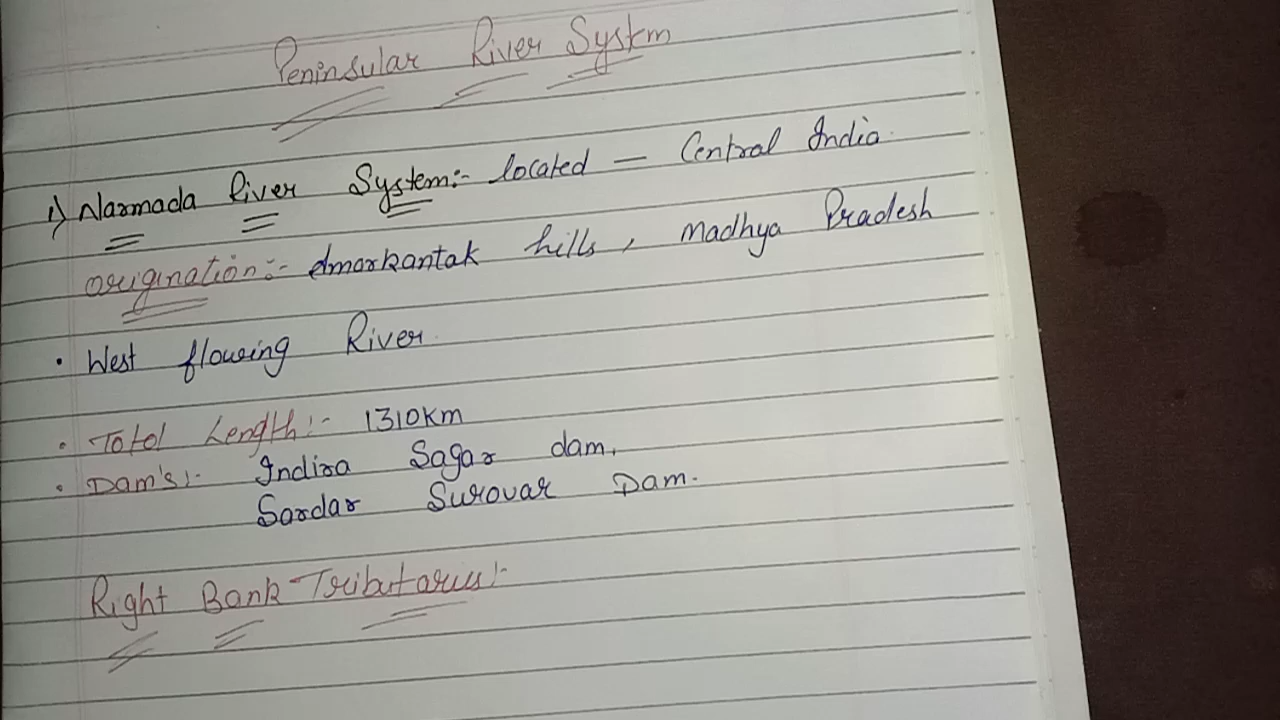 Peninsular River System
1) Narmada River System:- located — Central India.
origination:- Amarkantak hills, Madhya Pradesh
• West flowing River.
• Total Length:- 1310km
• Dam's:- Indira Sagar dam,
Sardar Surovar Dam.
Right Bank Tributaries:-